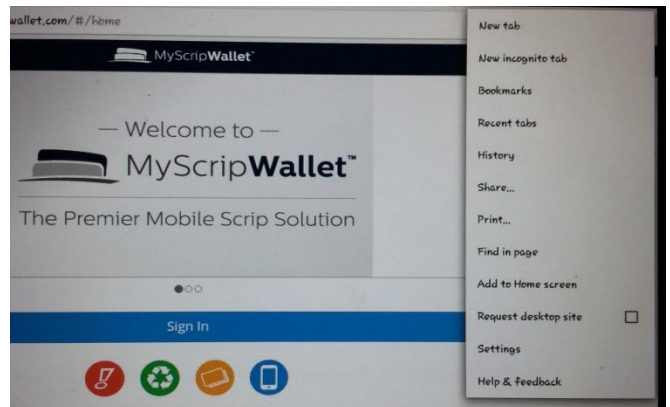 wallet.com/#/home
MyScripWallet
— Welcome to —
MyScripWallet™
The Premier Mobile Scrip Solution
Sign In
New tab
New incognito tab
Bookmarks
Recent tabs
History
Share...
Print...
Find in page
Add to Home screen
Request desktop site
Settings
Help & feedback